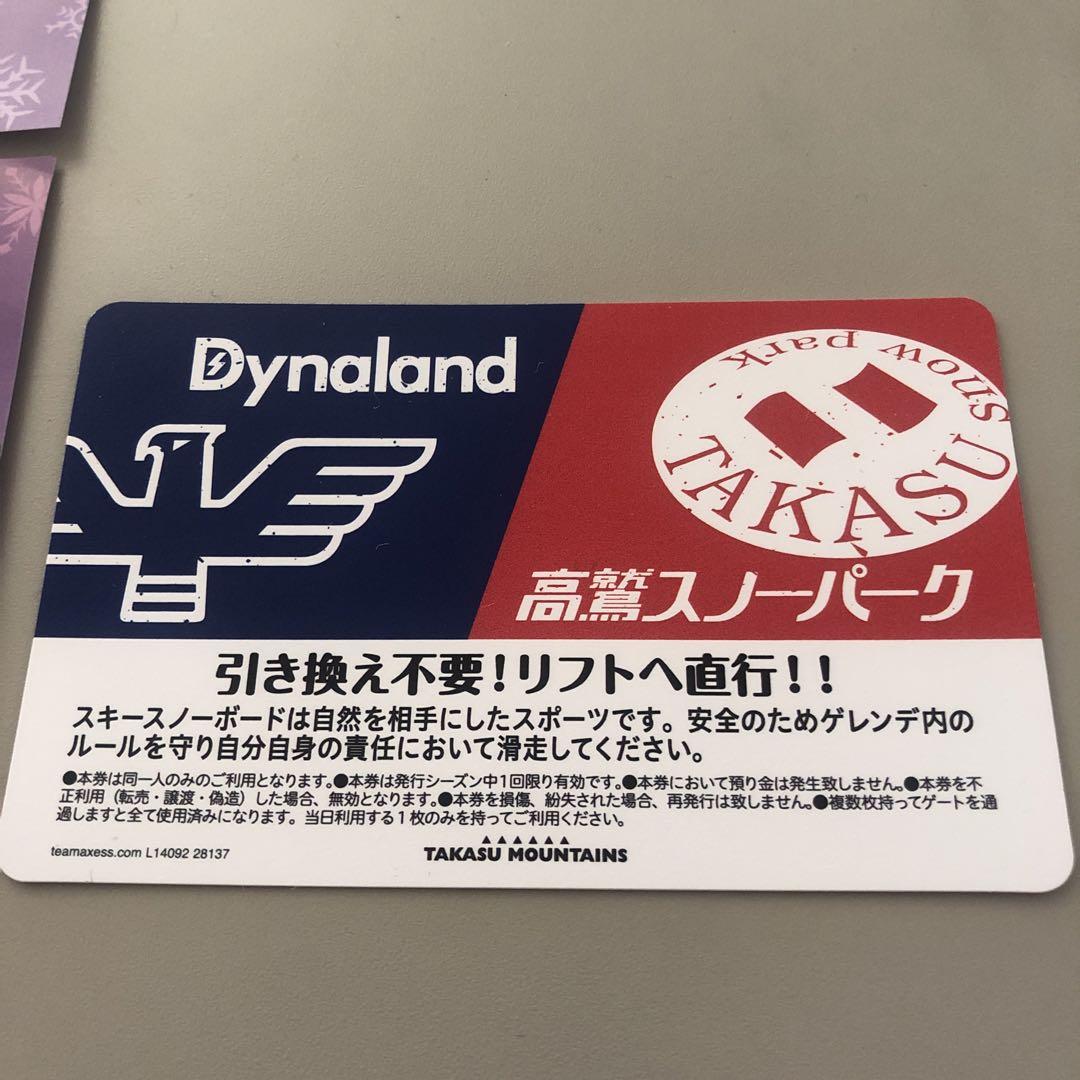 Dynaland
TAKASU Snow Park
高鷲スノーパーク
引き換え不要！リフトへ直行！！
スキースノーボードは自然を相手にしたスポーツです。安全のためゲレンデ内の
ルールを守り自分自身の責任において滑走してください。
●本券は同一人のみのご利用となります。●本券は発行シーズン中1回限り有効です。●本券において預り金は発生致しません。●本券を不
正利用（転売・譲渡・偽造）した場合、無効となります。●本券を損傷、紛失された場合、再発行は致しません。●複数枚持ってゲートを通
過しますと全て使用済みになります。当日利用する1枚のみを持ってご利用ください。
teamaxess.com L14092 28137
TAKASU MOUNTAINS